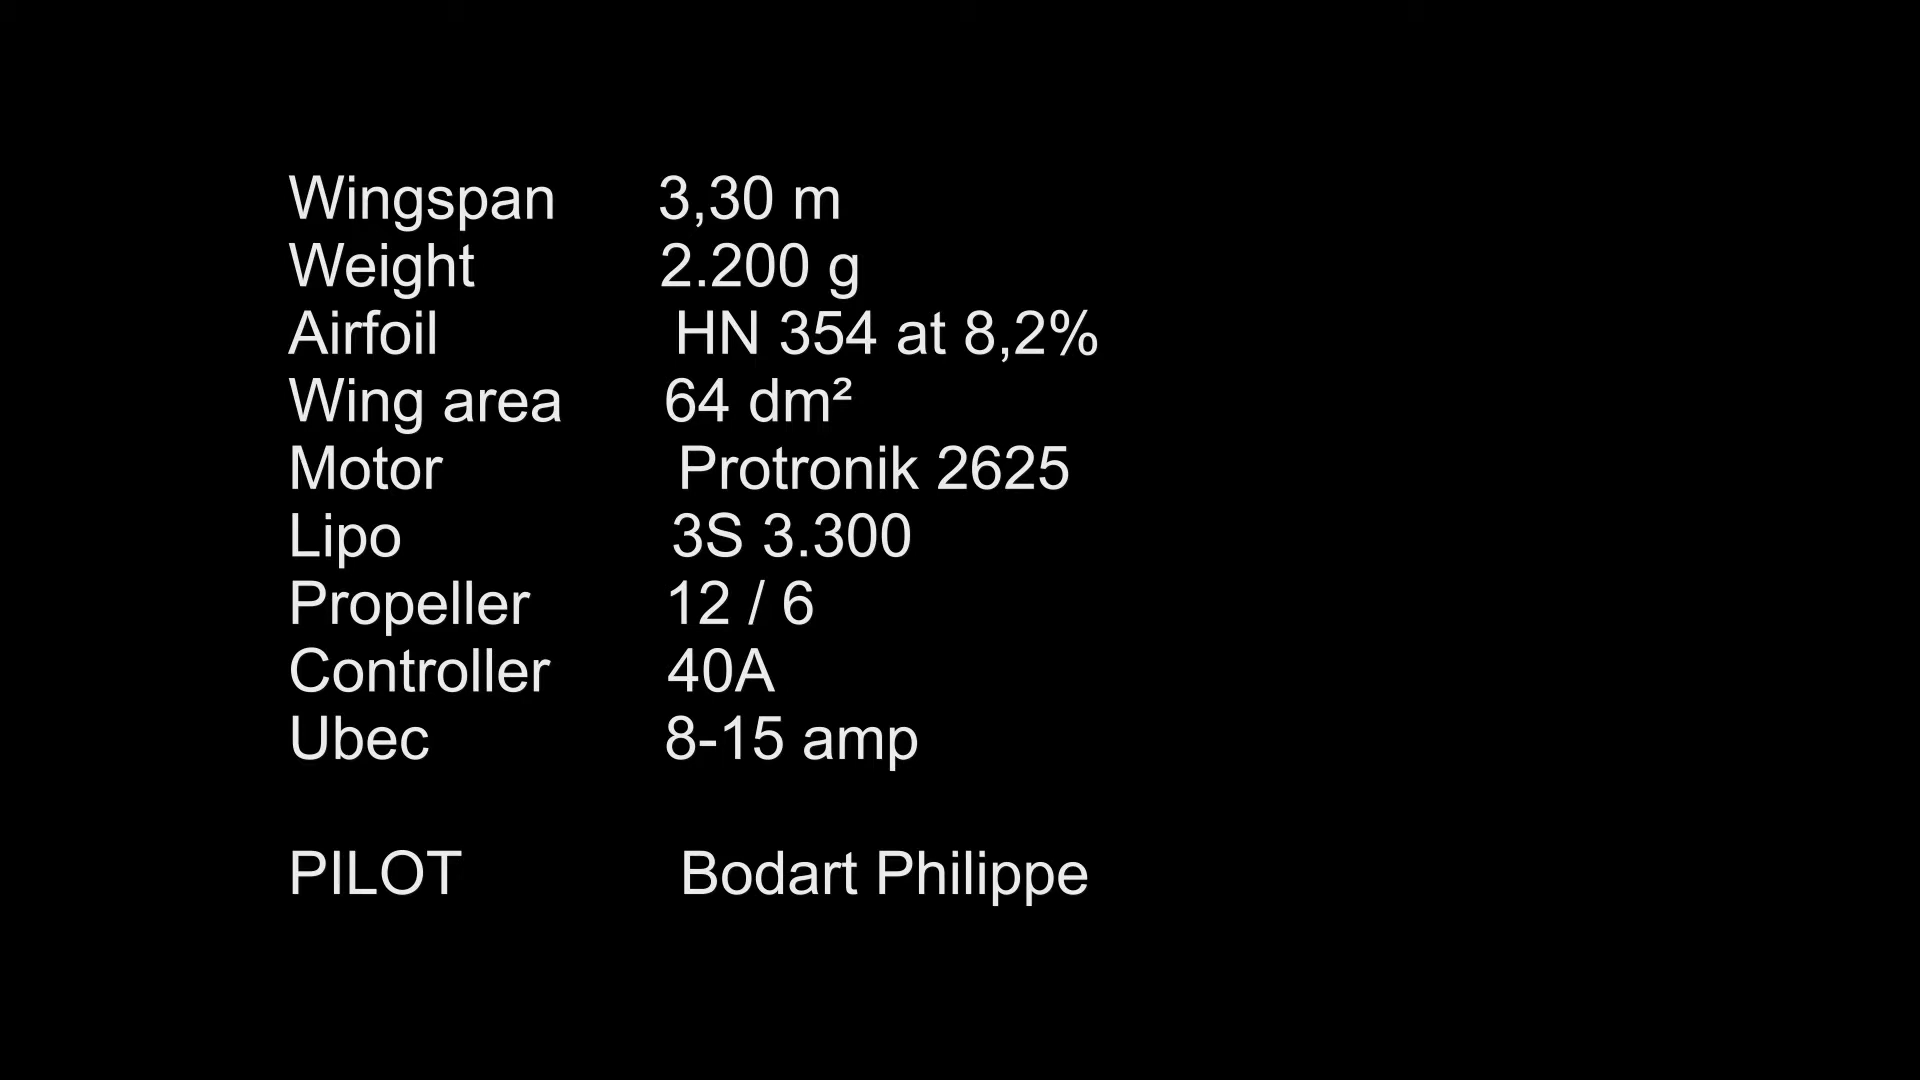 Wingspan 3,30 m
Weight 2.200 g
Airfoil HN 354 at 8,2%
Wing area 64 dm²
Motor Protronik 2625
Lipo 3S 3.300
Propeller 12 / 6
Controller 40A
Ubec 8-15 amp
PILOT Bodart Philippe